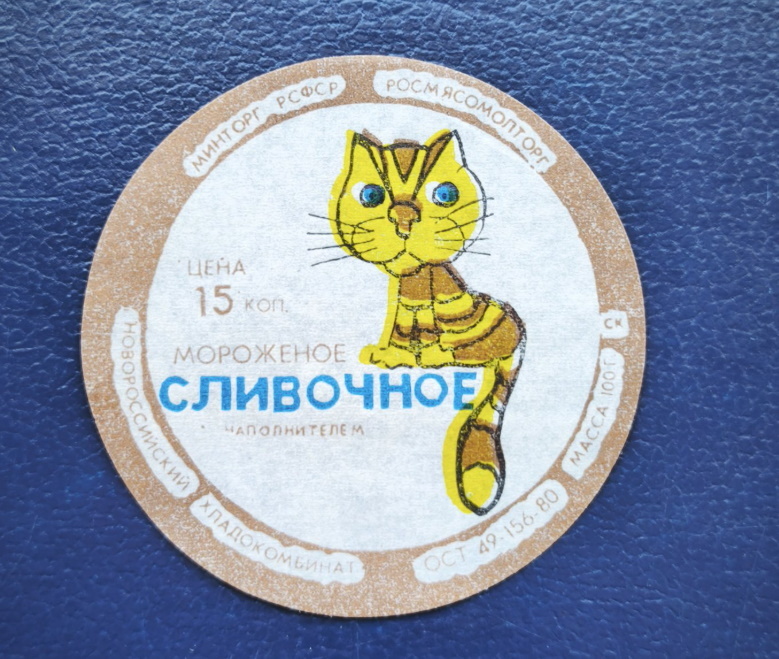 МИНТОРГ РСФСР
РОСМЯСОМОЛТОРГ
ЦЕНА
15 КОП.
МОРОЖЕНОЕ
СЛИВОЧНОЕ
НАПОЛНИТЕЛЕМ
НОВОРОССИЙСКИЙ ХЛАДОКОМБИНАТ
ОСТ 49-156-80
МАССА 100 Г
СК